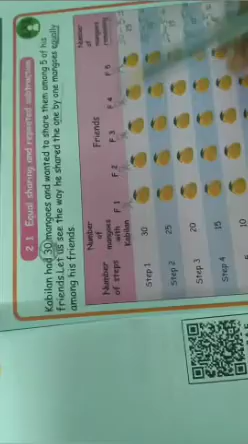 2.1 Equal sharing and repeated subtraction
Kabilan had 30 mangoes and wanted to share them among 5 of his
friends.Let us see the way he shared the one by one mangoes equally
among his friends.
Number of steps
Number of mangoes with Kabilan
Friends
Number of mangoes remaining
F 1 F 2 F 3 F 4 F 5
Step 1 30
Step 2 25
Step 3 20
Step 4 15
10